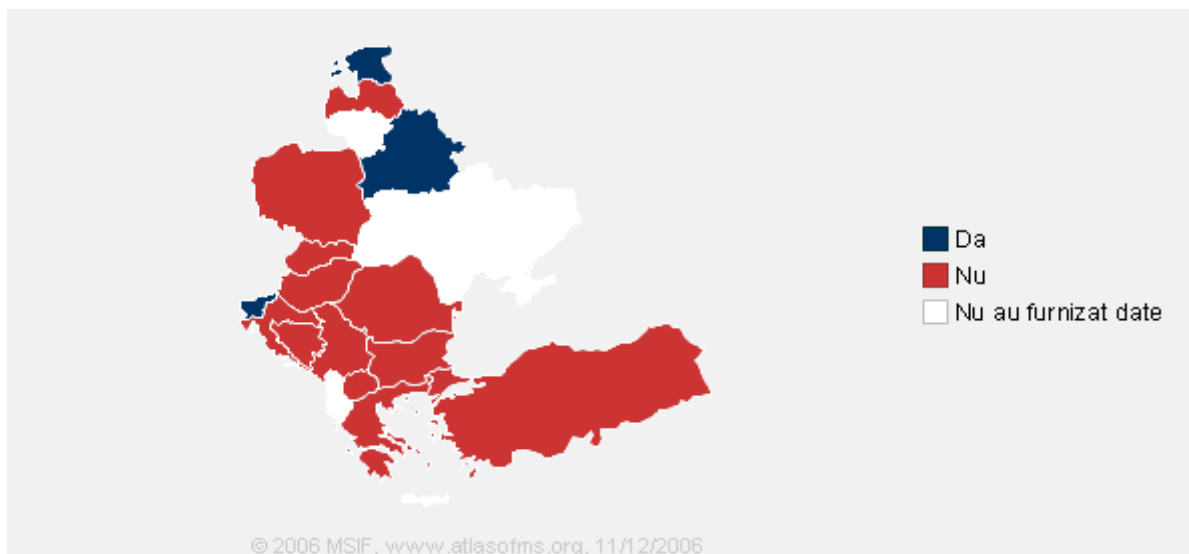 Da
Nu
Nu au furnizat date
© 2006 MSIF, www.atlasofms.org, 11/12/2006